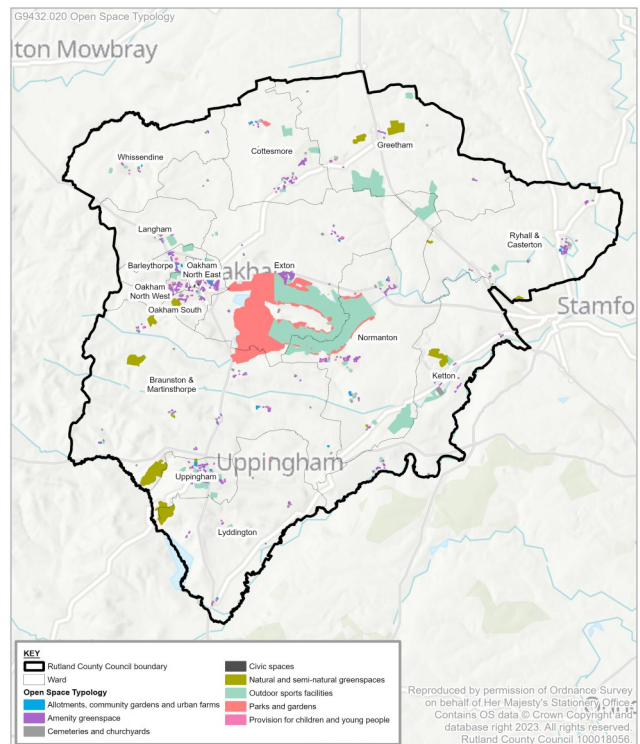 G9432.020 Open Space Typology
lton Mowbray
Whissendine
Cottesmore
Greetham
Langham
Ryhall &
Casterton
Barleythorpe
Oakham
North East
akha
Exton
Oakham
North West
Oakham South
Stamfo
Normanton
Braunston &
Martinsthorpe
Ketton
Uppingham
Uppingham
Lyddington
KEY
Rutland County Council boundary
Ward
Open Space Typology
Allotments, community gardens and urban farms
Amenity greenspace
Cemeteries and churchyards
Civic spaces
Natural and semi-natural greenspaces
Outdoor sports facilities
Parks and gardens
Provision for children and young people
Reproduced by permission of Ordnance Survey
on behalf of Her Majesty's Stationery Office.
Contains OS data © Crown Copyright and
database right 2023. All rights reserved.
Rutland County Council 100018056